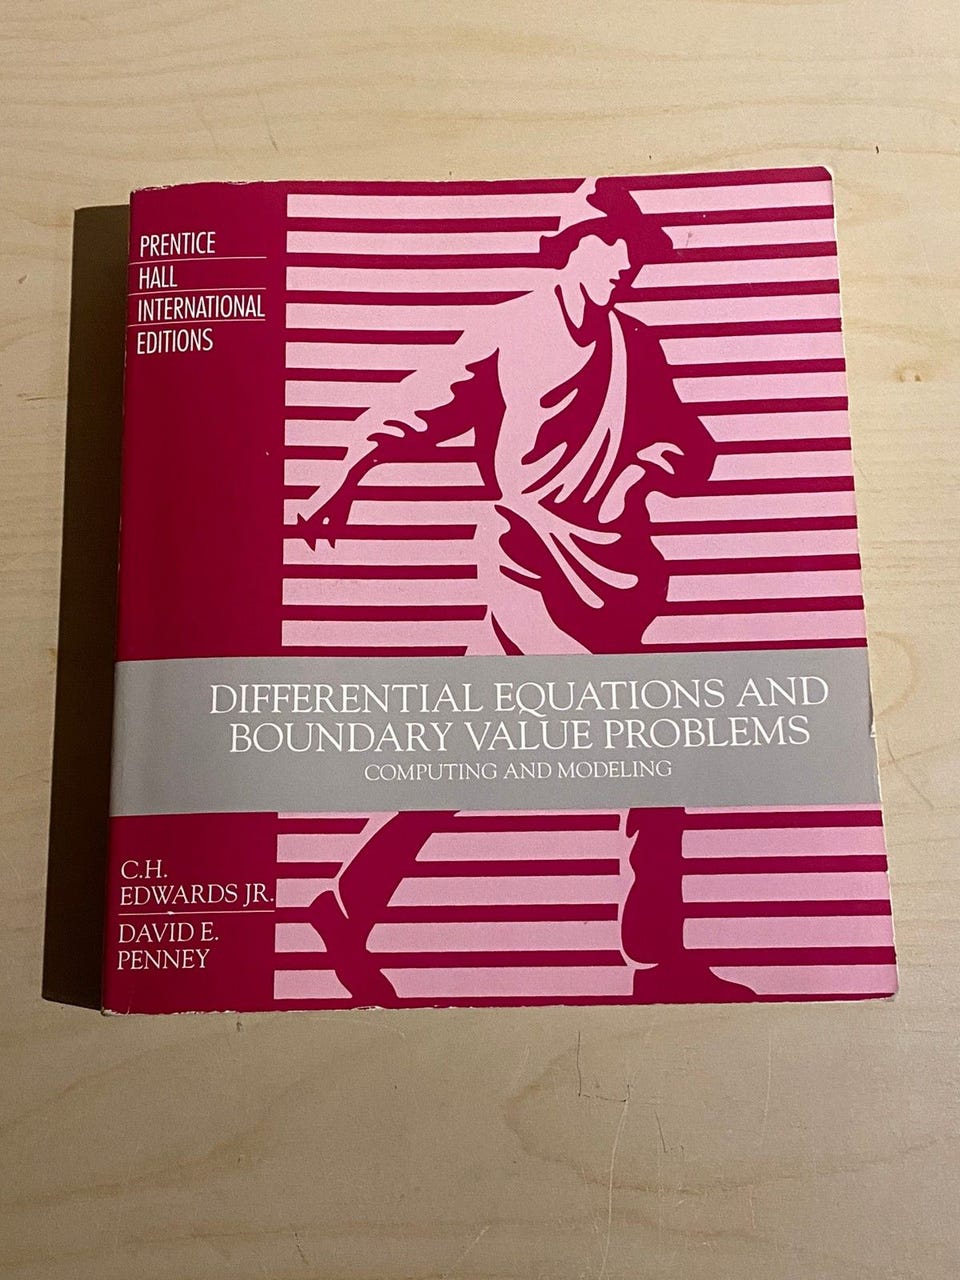 PRENTICE
HALL
INTERNATIONAL
EDITIONS
DIFFERENTIAL EQUATIONS AND
BOUNDARY VALUE PROBLEMS
COMPUTING AND MODELING
C.H.
EDWARDS JR.
DAVID E.
PENNEY